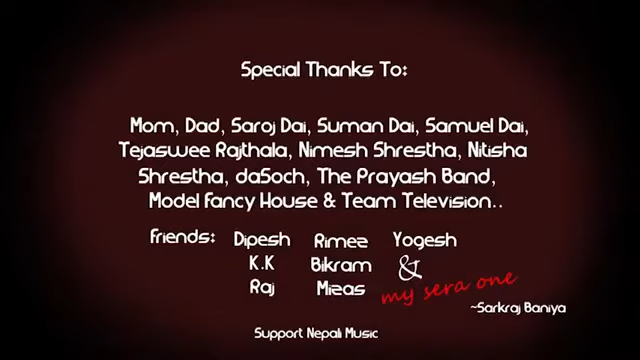 Special Thanks To:
Mom, Dad, Saroj Dai, Suman Dai, Samuel Dai,
Tejaswee Rajthala, Nimesh Shrestha, Nitisha
Shrestha, daSoch, The Prayash Band,
Model Fancy House & Team Television..
Friends: Dipesh Rimez Yogesh
K.K Bikram &
Raj Mizas my sera one
~Sarkraj Baniya
Support Nepali Music